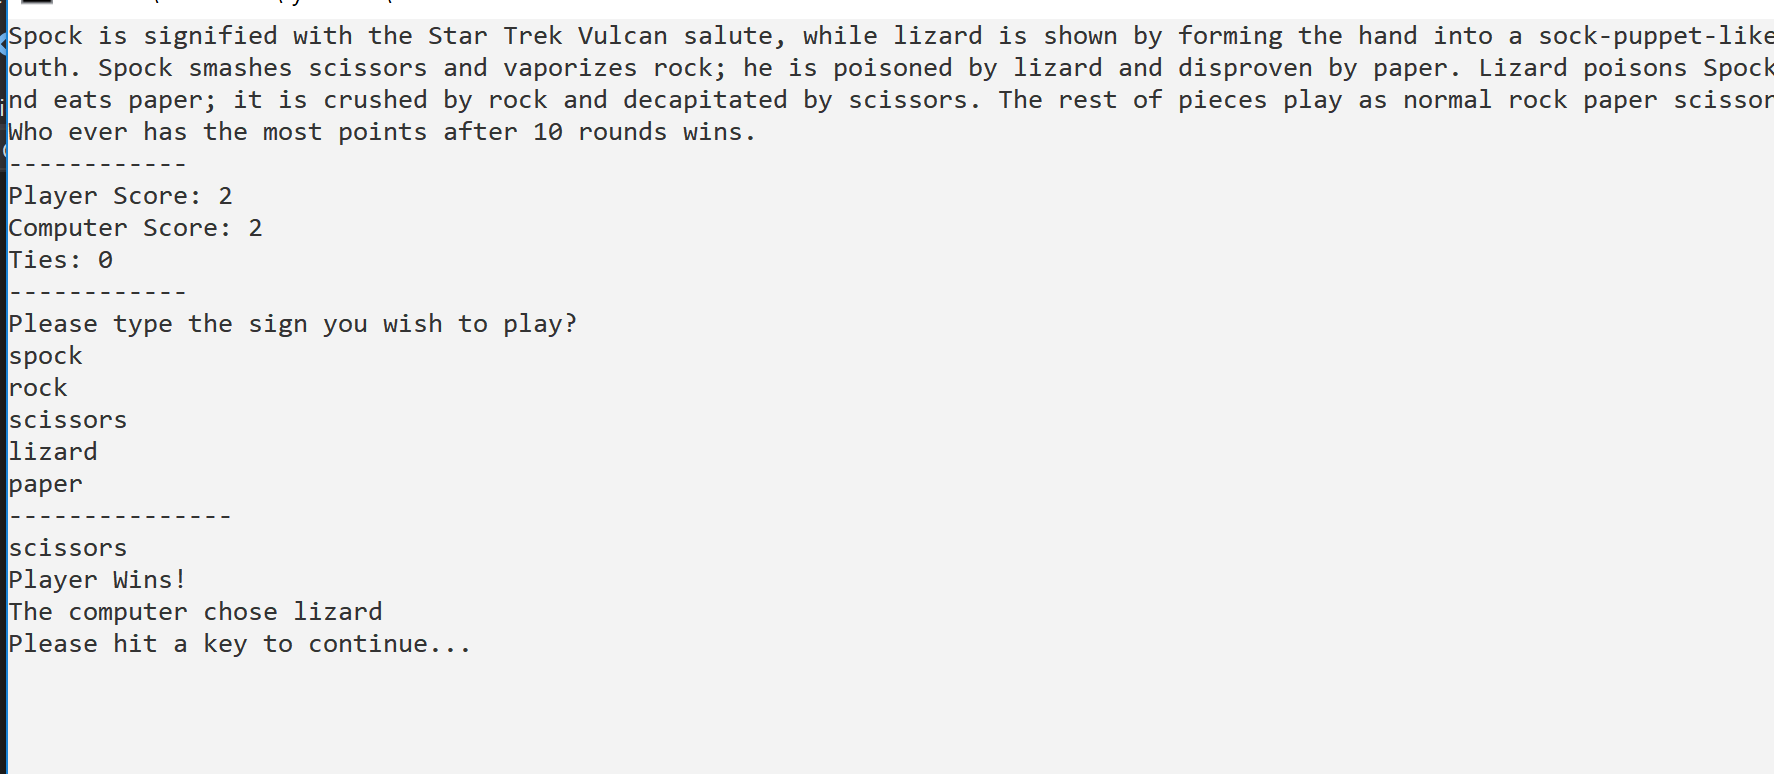 Spock is signified with the Star Trek Vulcan salute, while lizard is shown by forming the hand into a sock-puppet-like
outh. Spock smashes scissors and vaporizes rock; he is poisoned by lizard and disproven by paper. Lizard poisons Spock
nd eats paper; it is crushed by rock and decapitated by scissors. The rest of pieces play as normal rock paper scissor
Who ever has the most points after 10 rounds wins.
------------
Player Score: 2
Computer Score: 2
Ties: 0
------------
Please type the sign you wish to play?
spock
rock
scissors
lizard
paper
---------------
scissors
Player Wins!
The computer chose lizard
Please hit a key to continue...